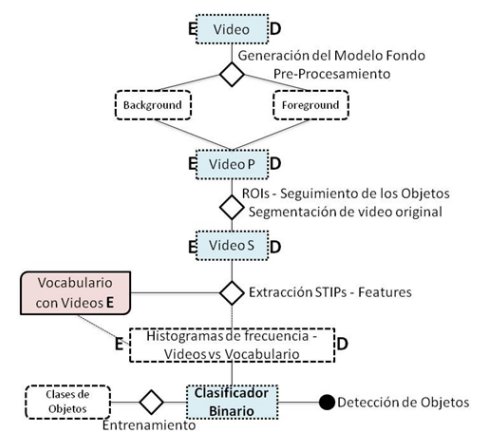 E Video D
Generación del Modelo Fondo
Pre-Procesamiento
Background
Foreground
E Video P D
ROIs - Seguimiento de los Objetos
Segmentación de video original
E Video S D
Vocabulario
con Videos E
Extracción STIPs - Features
E Histogramas de frecuencia - D
Videos vs Vocabulario
Clases de
Objetos
Entrenamiento
Clasificador
Binario
Detección de Objetos